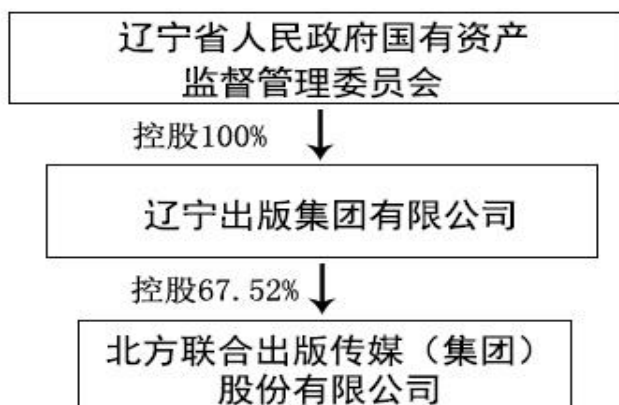 辽宁省人民政府国有资产
监督管理委员会
控股100%
辽宁出版集团有限公司
控股67.52%
北方联合出版传媒（集团）
股份有限公司